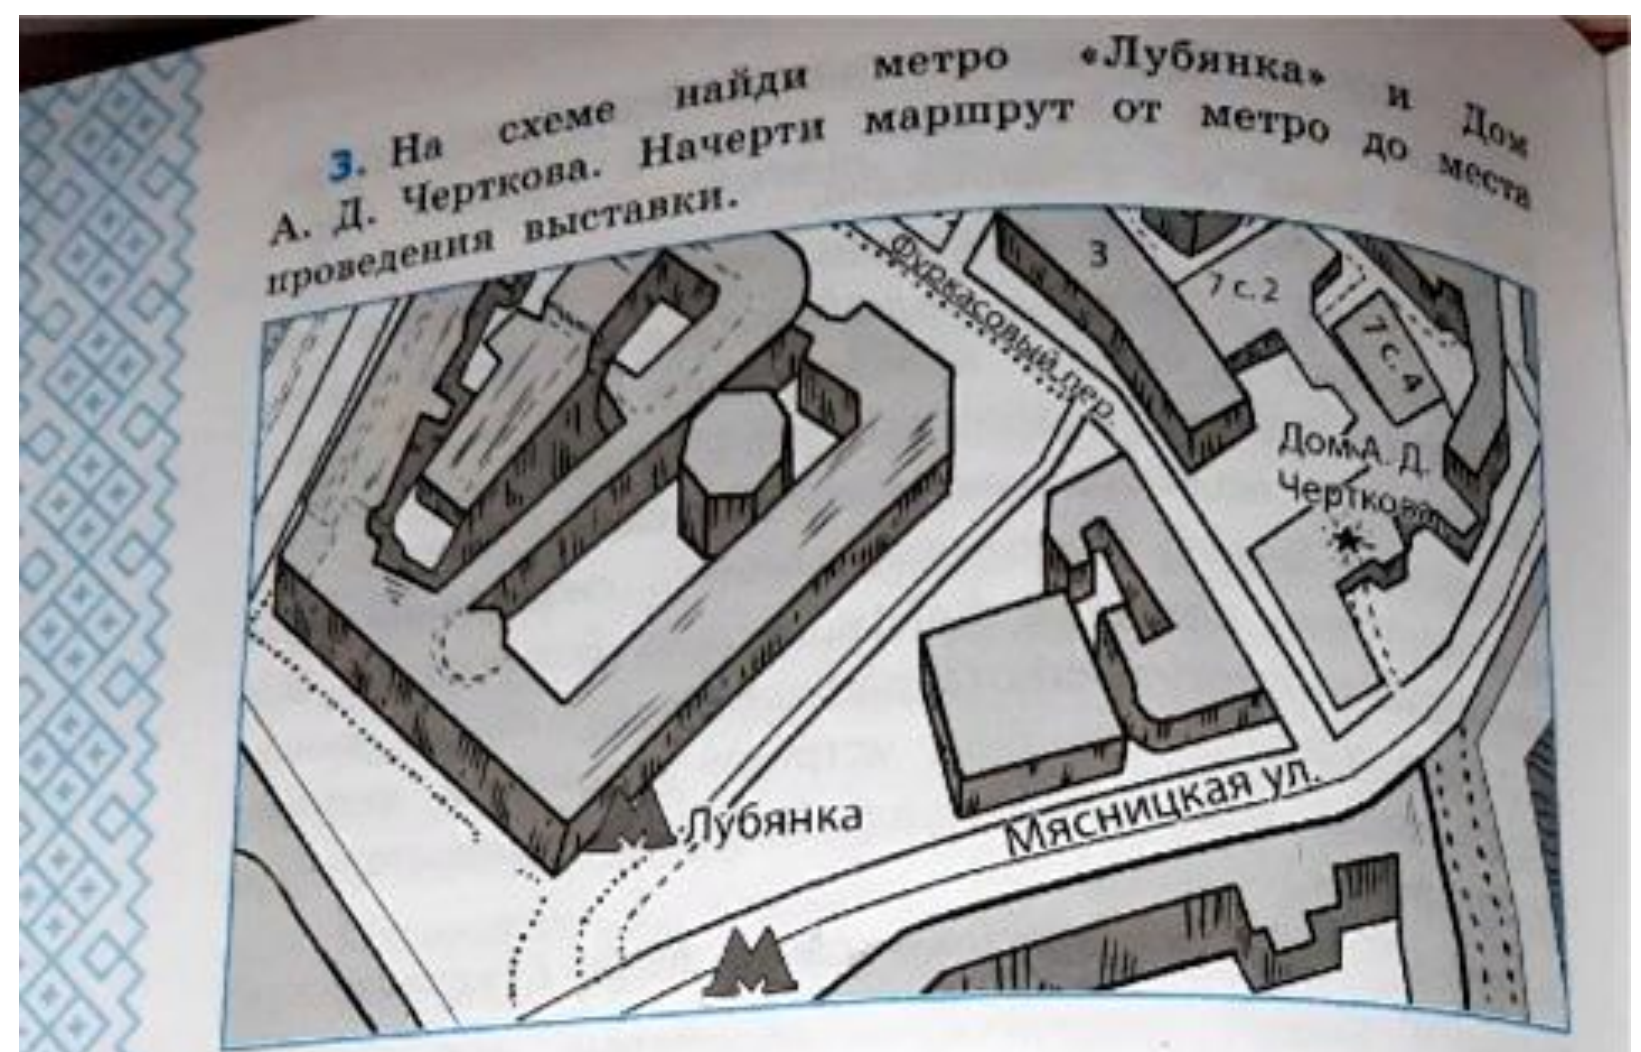 3. На схеме найди метро «Лубянка» и Дом
А. Д. Черткова. Начерти маршрут от метро до места
проведения выставки.
Фуркасовый пер.
3
7 с. 2
7 с. 4
Дом А. Д.
Черткова
М Лубянка
Мясницкая ул.
М